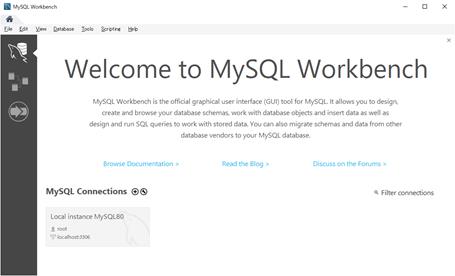 MySQL Workbench
File Edit View Database Tools Scripting Help
Welcome to MySQL Workbench
MySQL Workbench is the official graphical user interface (GUI) tool for MySQL. It allows you to design,
create and browse your database schemas, work with database objects and insert data as well as
design and run SQL queries to work with stored data. You can also migrate schemas and data from other
database vendors to your MySQL database.
Browse Documentation >
Read the Blog >
Discuss on the Forums >
MySQL Connections
Filter connections
Local instance MySQL80
root
localhost:3306